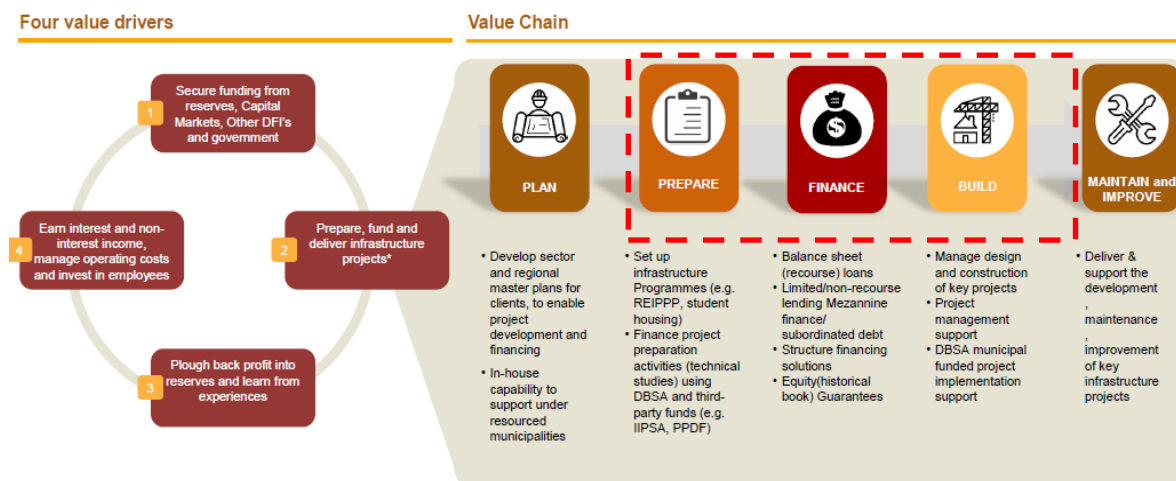 Four value drivers
1
Secure funding from
reserves, Capital
Markets, Other DFI's
and government
2
Prepare, fund and
deliver infrastructure
projects*
3
Plough back profit into
reserves and learn from
experiences
4
Earn interest and non-
interest income,
manage operating costs
and invest in employees
Value Chain
PLAN
• Develop sector
and regional
master plans for
clients, to enable
project
development and
financing
• In-house
capability to
support under
resourced
municipalities
PREPARE
• Set up
infrastructure
Programmes (e.g.
REIPPP, student
housing)
• Finance project
preparation
activities (technical
studies) using
DBSA and third-
party funds (e.g.
IIPSA, PPDF)
$
FINANCE
• Balance sheet
(recourse) loans
• Limited/non-recourse
lending Mezannine
finance/
subordinated debt
• Structure financing
solutions
• Equity(historical
book) Guarantees
BUILD
• Manage design
and construction
of key projects
• Project
management
support
• DBSA municipal
funded project
implementation
support
MAINTAIN and
IMPROVE
• Deliver &
support the
development
,
maintenance
,
improvement
of key
infrastructure
projects